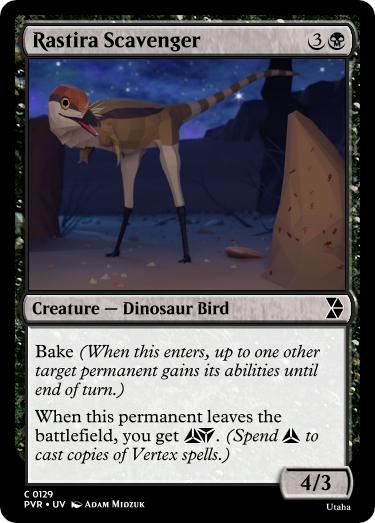 Rastira Scavenger 3
Creature — Dinosaur Bird
Bake (When this enters, up to one other
target permanent gains its abilities until
end of turn.)
When this permanent leaves the
battlefield, you get . (Spend to
cast copies of Vertex spells.)
4/3
C 0129
PVR • UV Adam Midzuk
Utaha